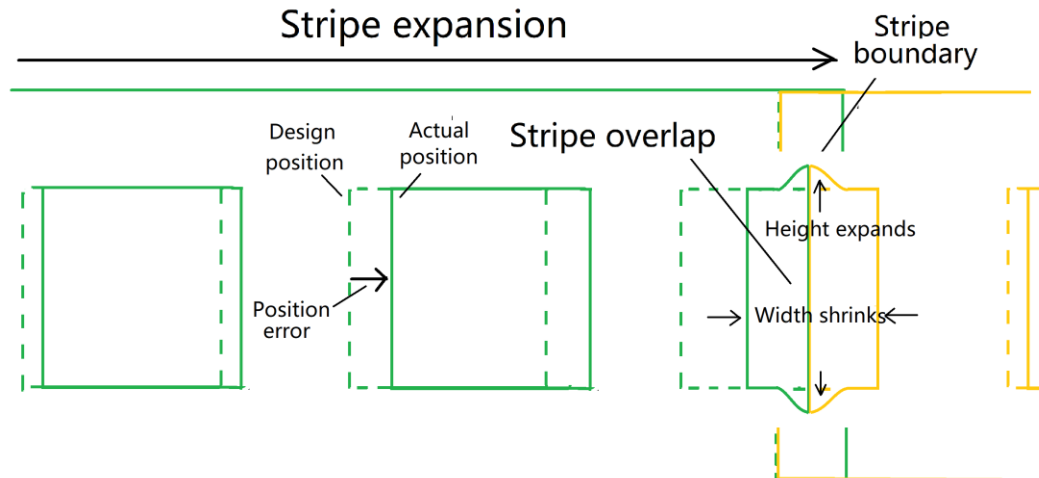 Stripe expansion
Stripe
boundary
Design
position
Actual
position
Stripe overlap
Height expands
Position
error
Width shrinks